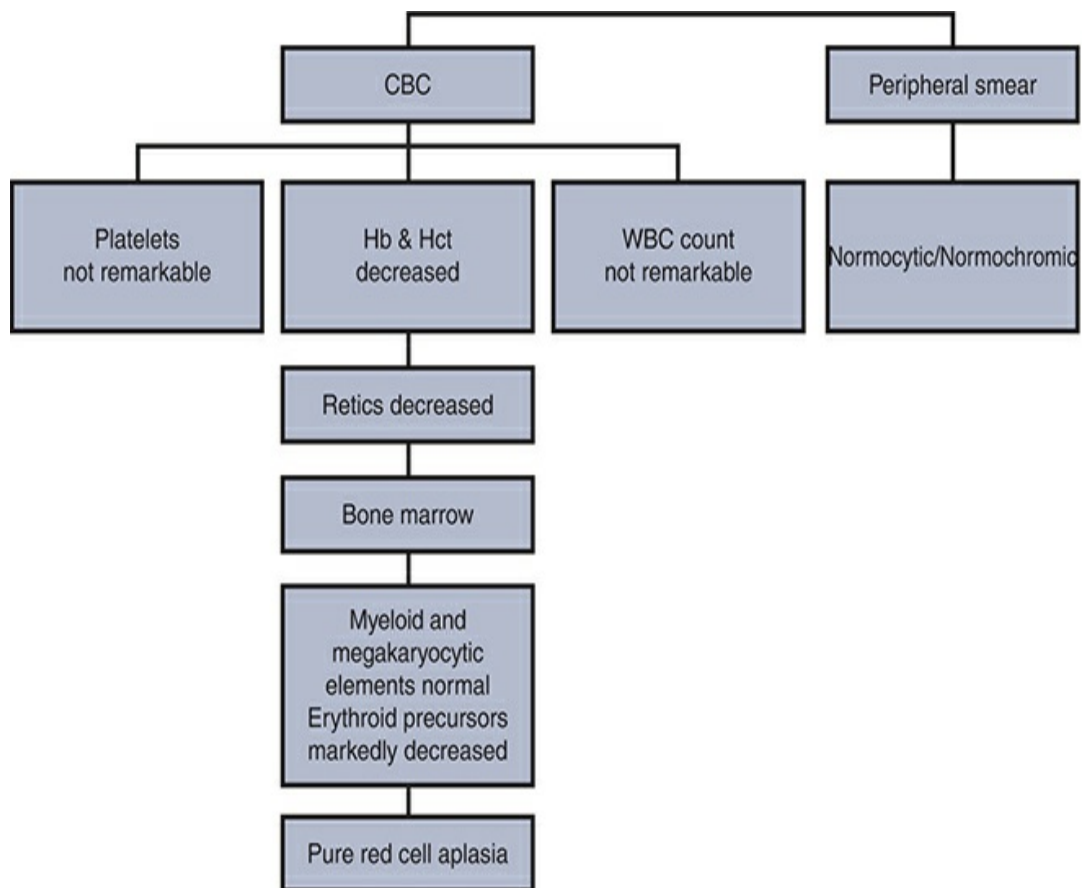 CBC
Peripheral smear
Platelets
not remarkable
Hb & Hct
decreased
WBC count
not remarkable
Normocytic/Normochromic
Retics decreased
Bone marrow
Myeloid and
megakaryocytic
elements normal
Erythroid precursors
markedly decreased
Pure red cell aplasia